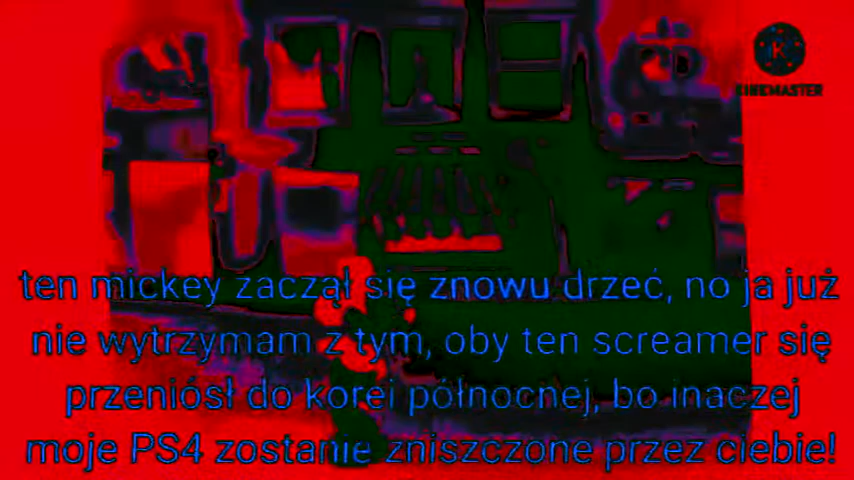 KINEMASTER
ten mickey zaczął się znowu drzeć, no ja już
nie wytrzymam z tym, oby ten screamer się
przeniósł do korei północnej, bo inaczej
moje PS4 zostanie zniszczone przez ciebie!